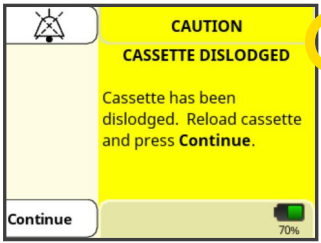 CAUTION
CASSETTE DISLODGED
Cassette has been
dislodged. Reload cassette
and press Continue.
Continue
70%